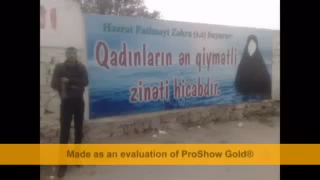 Həzrət Fatimeyi Zəhra (s.ə) buyurur:
Qadınların ən qiymətli
zinəti hicabdır.
Made as an evaluation of ProShow Gold®